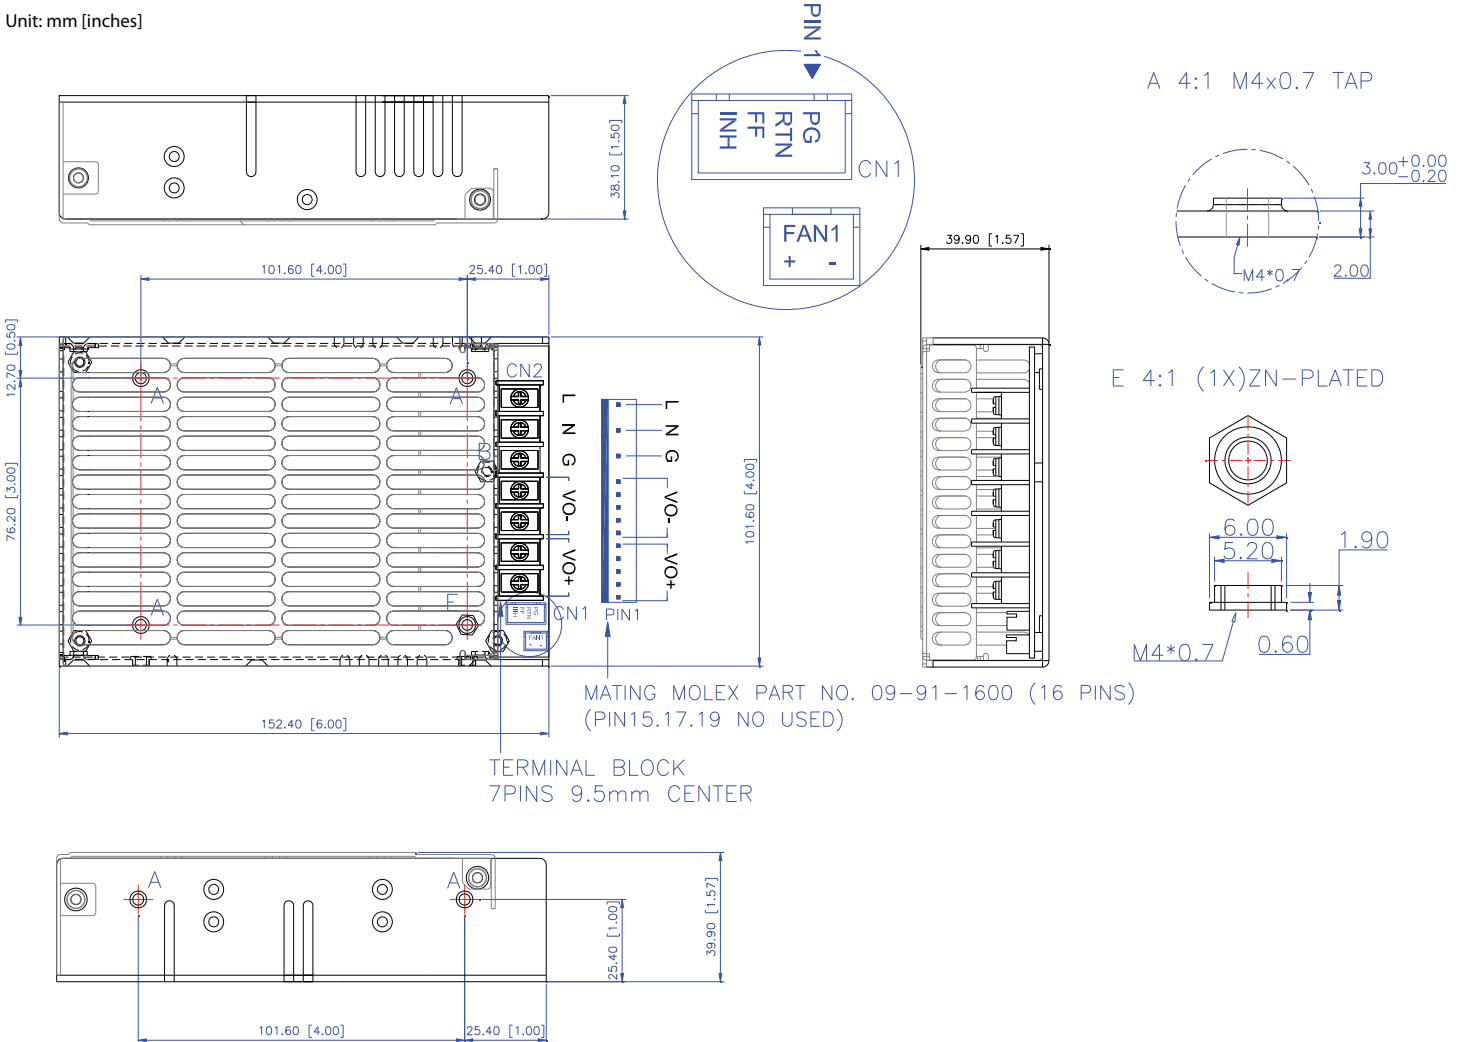 Unit: mm [inches]
PIN 1
INH
FF
RTN
PG
CN1
FAN1
+ -
A 4:1 M4x0.7 TAP
3.00+0.00
-0.20
M4*0.7
2.00
38.10 [1.50]
39.90 [1.57]
101.60 [4.00]
25.40 [1.00]
12.70 [0.50]
76.20 [3.00]
101.60 [4.00]
A
A
B
A
E
CN2
L
N
G
VO-
VO+
L
N
G
VO-
VO+
CN1
PIN1
INH
FF
RTN
PG
FAN1
+ -
152.40 [6.00]
MATING MOLEX PART NO. 09-91-1600 (16 PINS)
(PIN15.17.19 NO USED)
TERMINAL BLOCK
7PINS 9.5mm CENTER
E 4:1 (1X)ZN-PLATED
6.00
5.20
1.90
M4*0.7
0.60
A
A
25.40 [1.00]
39.90 [1.57]
101.60 [4.00]
25.40 [1.00]